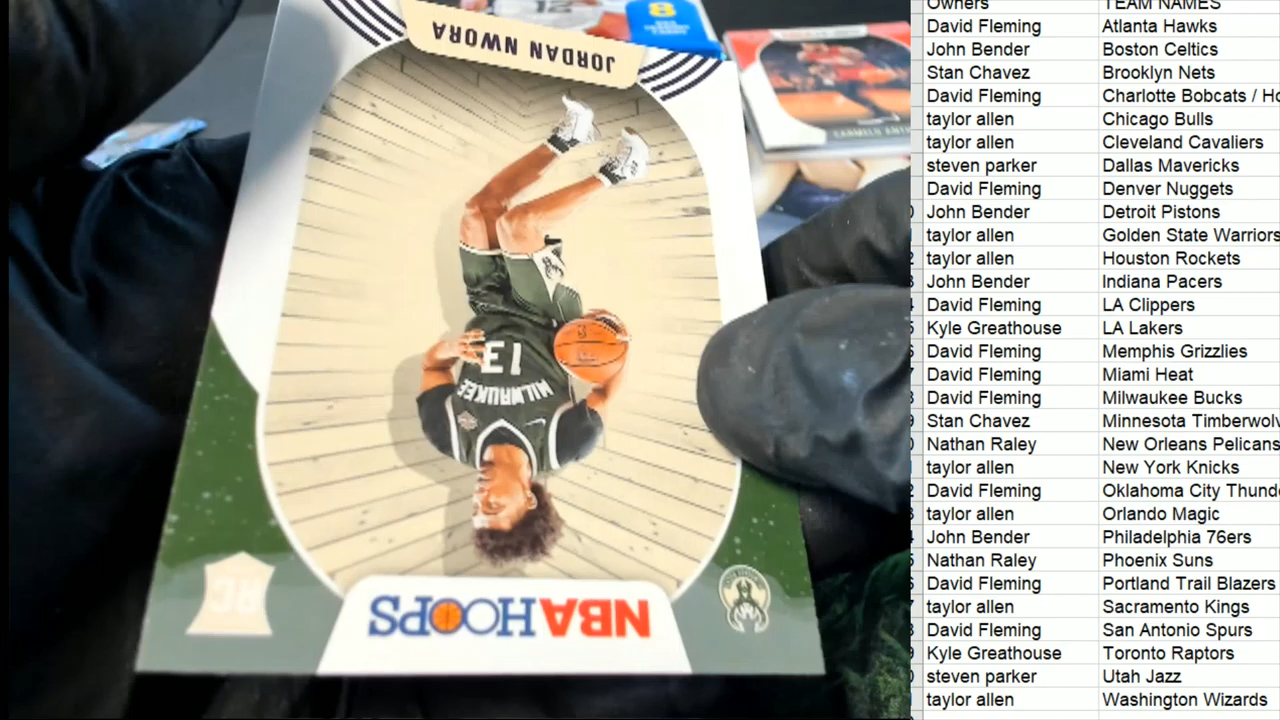 JORDAN NWORA
13
MILWAUKEE
RC
NBA HOOPS
8
12
Owners TEAM NAMES
David Fleming Atlanta Hawks
John Bender Boston Celtics
Stan Chavez Brooklyn Nets
David Fleming Charlotte Bobcats / Ho
taylor allen Chicago Bulls
taylor allen Cleveland Cavaliers
steven parker Dallas Mavericks
David Fleming Denver Nuggets
John Bender Detroit Pistons
taylor allen Golden State Warriors
taylor allen Houston Rockets
John Bender Indiana Pacers
David Fleming LA Clippers
Kyle Greathouse LA Lakers
David Fleming Memphis Grizzlies
David Fleming Miami Heat
David Fleming Milwaukee Bucks
Stan Chavez Minnesota Timberwolv
Nathan Raley New Orleans Pelicans
taylor allen New York Knicks
David Fleming Oklahoma City Thunde
taylor allen Orlando Magic
John Bender Philadelphia 76ers
Nathan Raley Phoenix Suns
David Fleming Portland Trail Blazers
taylor allen Sacramento Kings
David Fleming San Antonio Spurs
Kyle Greathouse Toronto Raptors
steven parker Utah Jazz
taylor allen Washington Wizards